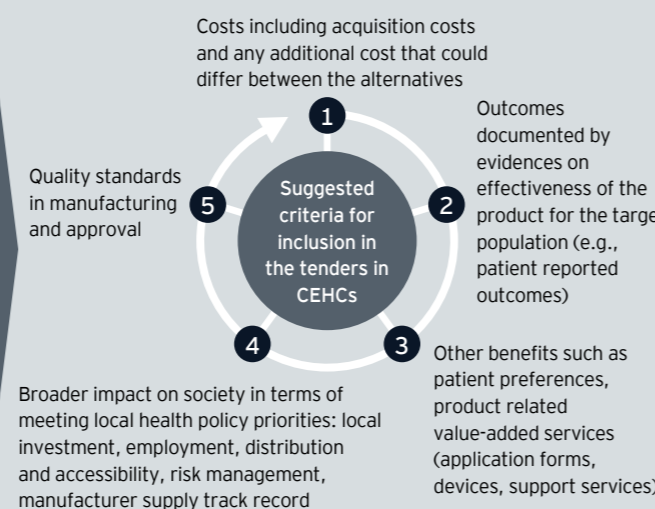 Costs including acquisition costs
and any additional cost that could
differ between the alternatives
1
Outcomes
documented by
evidences on
effectiveness of the
product for the targe
population (e.g.,
patient reported
outcomes)
2
Other benefits such as
patient preferences,
product related
value-added services
(application forms,
devices, support services)
3
Broader impact on society in terms of
meeting local health policy priorities: local
investment, employment, distribution
and accessibility, risk management,
manufacturer supply track record
4
Quality standards
in manufacturing
and approval
5
Suggested
criteria for
inclusion in
the tenders in
CEHCs